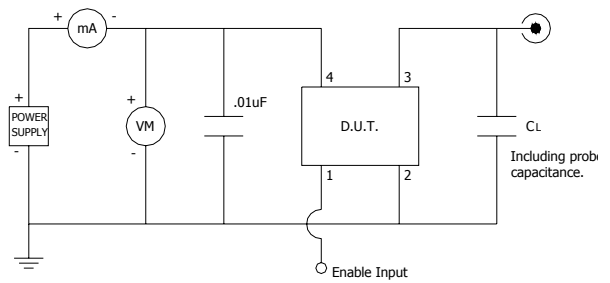 + mA -
4 3
+ POWER SUPPLY -
+ VM -
.01uF
D.U.T.
CL
Including probe
capacitance.
1 2
Enable Input